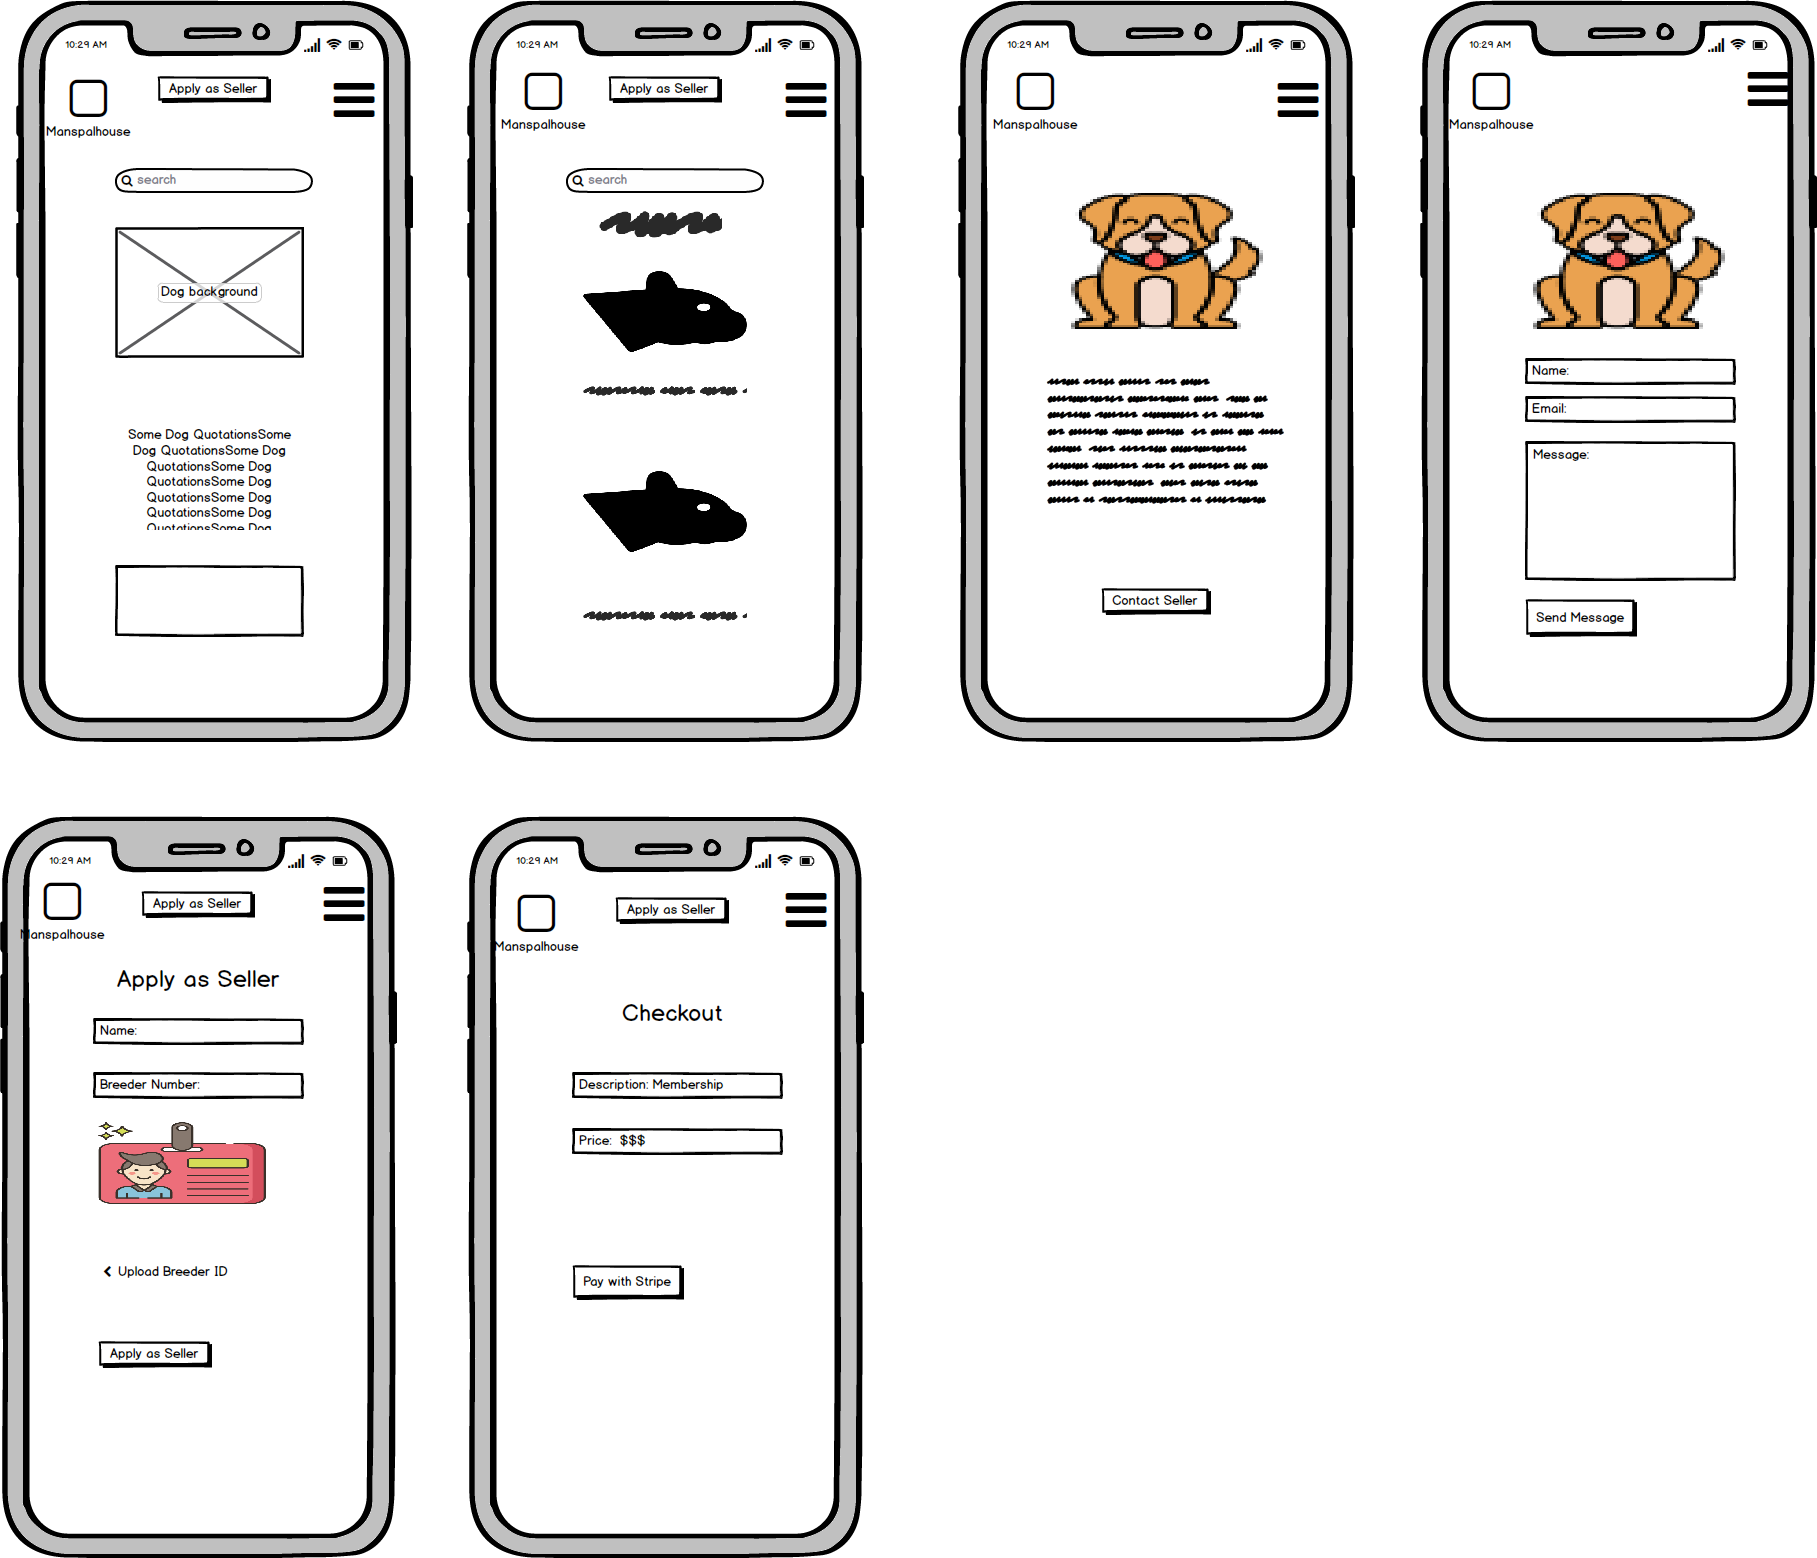 10:29 AM
Apply as Seller
Manspalhouse
search
Dog background
Some Dog QuotationsSome
Dog QuotationsSome Dog
QuotationsSome Dog
QuotationsSome Dog
QuotationsSome Dog
QuotationsSome Dog
QuotationsSome Dog
10:29 AM
Apply as Seller
Manspalhouse
search
10:29 AM
Manspalhouse
Contact Seller
10:29 AM
Manspalhouse
Name:
Email:
Message:
Send Message
10:29 AM
Apply as Seller
Manspalhouse
Apply as Seller
Name:
Breeder Number:
Upload Breeder ID
Apply as Seller
10:29 AM
Apply as Seller
Manspalhouse
Checkout
Description: Membership
Price: $$$
Pay with Stripe